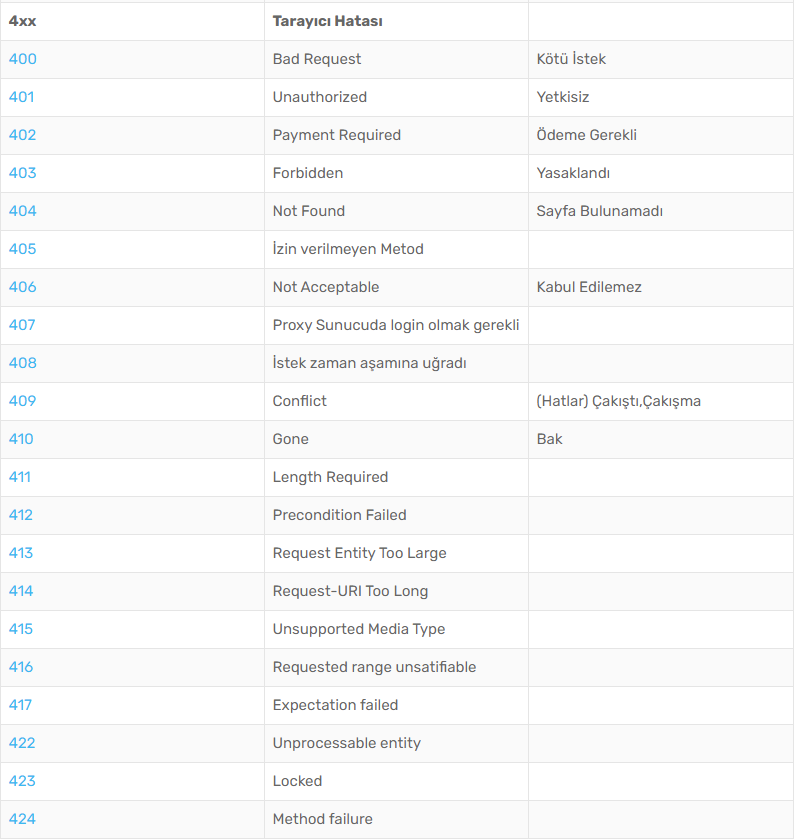 4xx Tarayıcı Hatası
400 Bad Request Kötü İstek
401 Unauthorized Yetkisiz
402 Payment Required Ödeme Gerekli
403 Forbidden Yasaklandı
404 Not Found Sayfa Bulunamadı
405 İzin verilmeyen Metod
406 Not Acceptable Kabul Edilemez
407 Proxy Sunucuda login olmak gerekli
408 İstek zaman aşamına uğradı
409 Conflict (Hatlar) Çakıştı,Çakışma
410 Gone Bak
411 Length Required
412 Precondition Failed
413 Request Entity Too Large
414 Request-URI Too Long
415 Unsupported Media Type
416 Requested range unsatifiable
417 Expectation failed
422 Unprocessable entity
423 Locked
424 Method failure